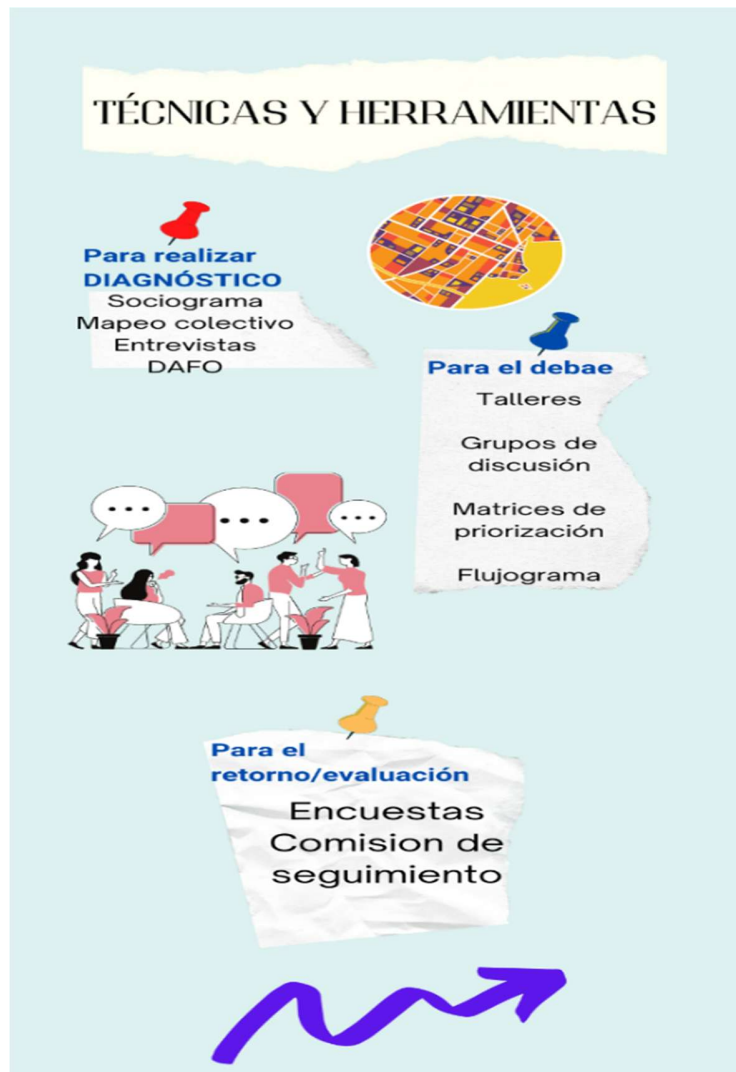 TÉCNICAS Y HERRAMIENTAS
Para realizar
DIAGNÓSTICO
Sociograma
Mapeo colectivo
Entrevistas
DAFO
Para el debae
Talleres
Grupos de
discusión
Matrices de
priorización
Flujograma
Para el
retorno/evaluación
Encuestas
Comision de
seguimiento